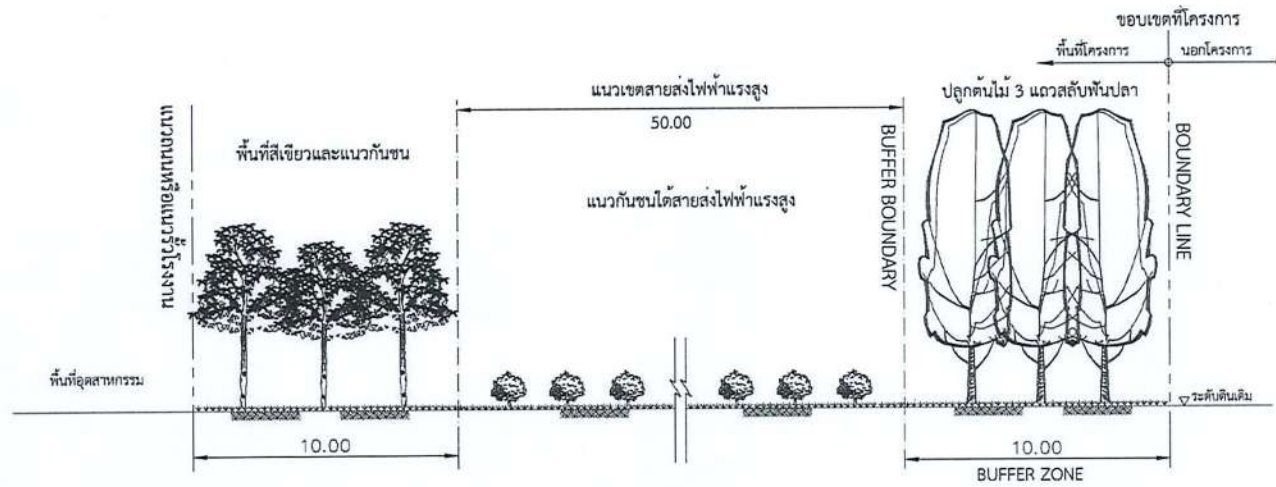 ขอบเขตที่โครงการ
พื้นที่โครงการ
นอกโครงการ
แนวเขตสายส่งไฟฟ้าแรงสูง
50.00
ปลูกต้นไม้ 3 แถวสลับฟันปลา
แนวถนนหรือแนวรั้วโรงงาน
พื้นที่สีเขียวและแนวกันชน
แนวกันชนใต้สายส่งไฟฟ้าแรงสูง
BUFFER BOUNDARY
BOUNDARY LINE
พื้นที่อุตสาหกรรม
ระดับดินเดิม
10.00
10.00
BUFFER ZONE